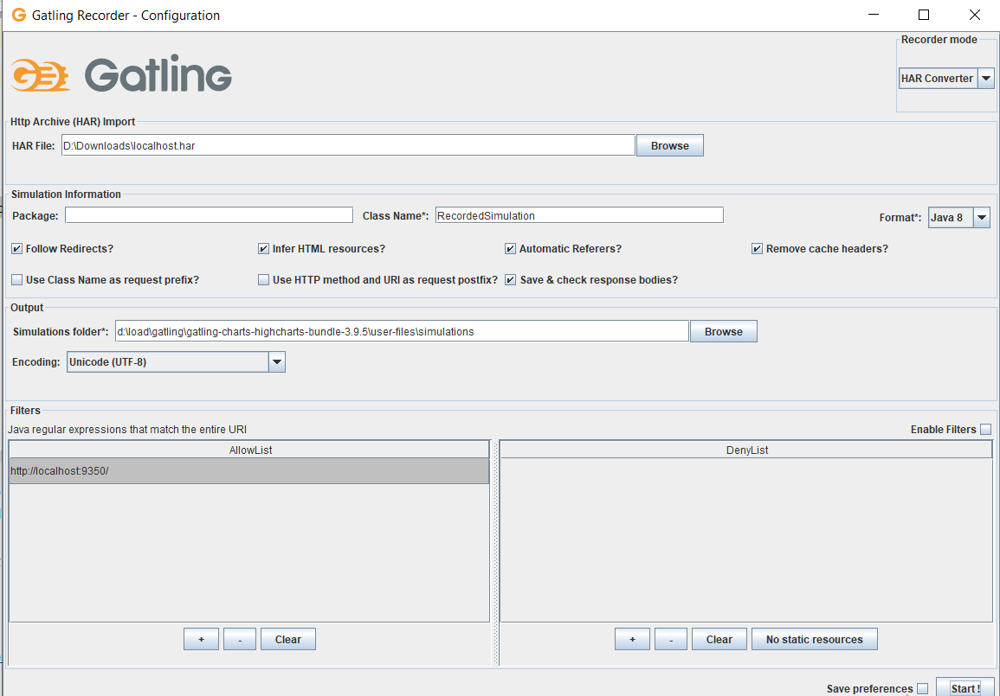 Gatling Recorder - Configuration
Recorder mode
Gatling
HAR Converter
Http Archive (HAR) Import
HAR File: D:\Downloads\localhost.har Browse
Simulation Information
Package: Class Name*: RecordedSimulation Format*: Java 8
Follow Redirects? Infer HTML resources? Automatic Referers? Remove cache headers?
Use Class Name as request prefix? Use HTTP method and URI as request postfix? Save & check response bodies?
Output
Simulations folder*: d:\load\gatling\gatling-charts-highcharts-bundle-3.9.5\user-files\simulations Browse
Encoding: Unicode (UTF-8)
Filters
Java regular expressions that match the entire URI Enable Filters
AllowList DenyList
http://localhost:9350/
+ - Clear + - Clear No static resources
Save preferences Start !